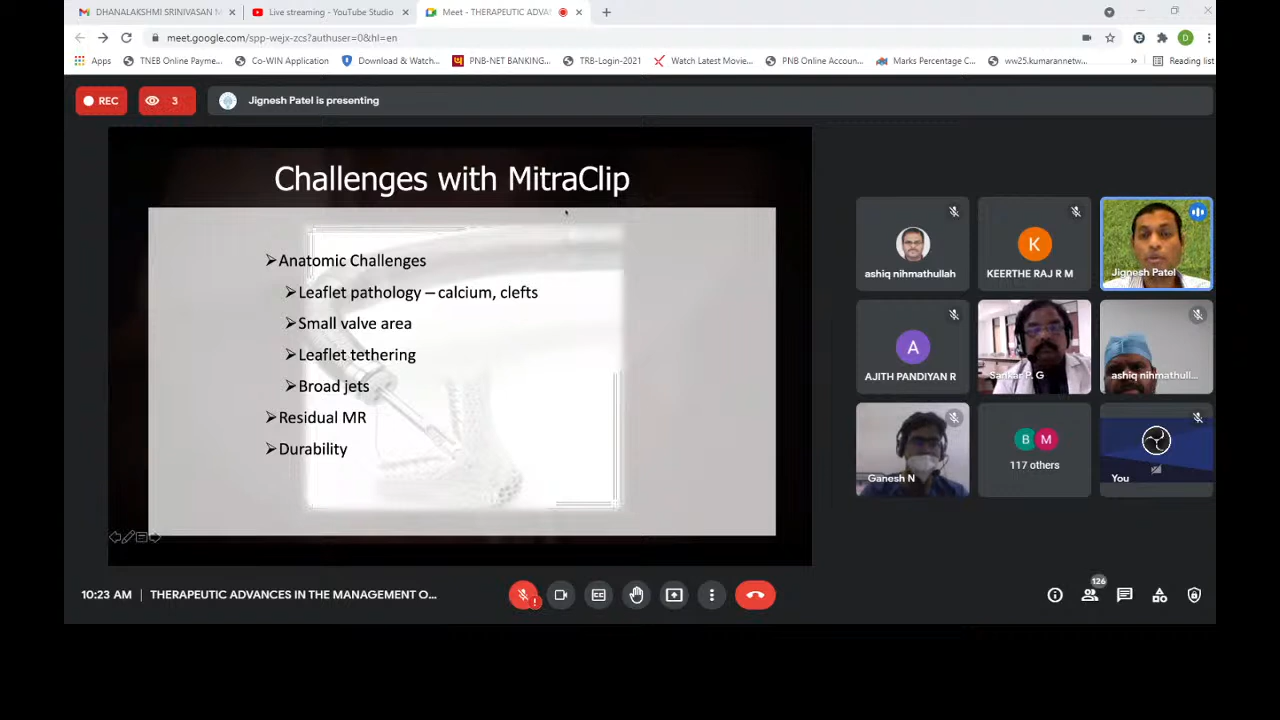 DHANALAKSHMI SRINIVASAN M
Live streaming - YouTube Studio
Meet - THERAPEUTIC ADVAN
meet.google.com/spp-wejx-zcs?authuser=0&hl=en
D
Apps
TNEB Online Payme...
Co-WIN Application
Download & Watch...
PNB-NET BANKING...
TRB-Login-2021
Watch Latest Movie...
PNB Online Accoun...
Marks Percentage C...
ww25.kumarannetw...
»
Reading list
REC
3
Jignesh Patel is presenting
Challenges with MitraClip
➢Anatomic Challenges
➢Leaflet pathology – calcium, clefts
➢Small valve area
➢Leaflet tethering
➢Broad jets
➢Residual MR
➢Durability
ashiq nihmathullah
K
KEERTHE RAJ R M
Jignesh Patel
A
AJITH PANDIYAN R
Sankar P. G
ashiq nihmathull...
Ganesh N
B M
117 others
You
10:23 AM | THERAPEUTIC ADVANCES IN THE MANAGEMENT O...
126